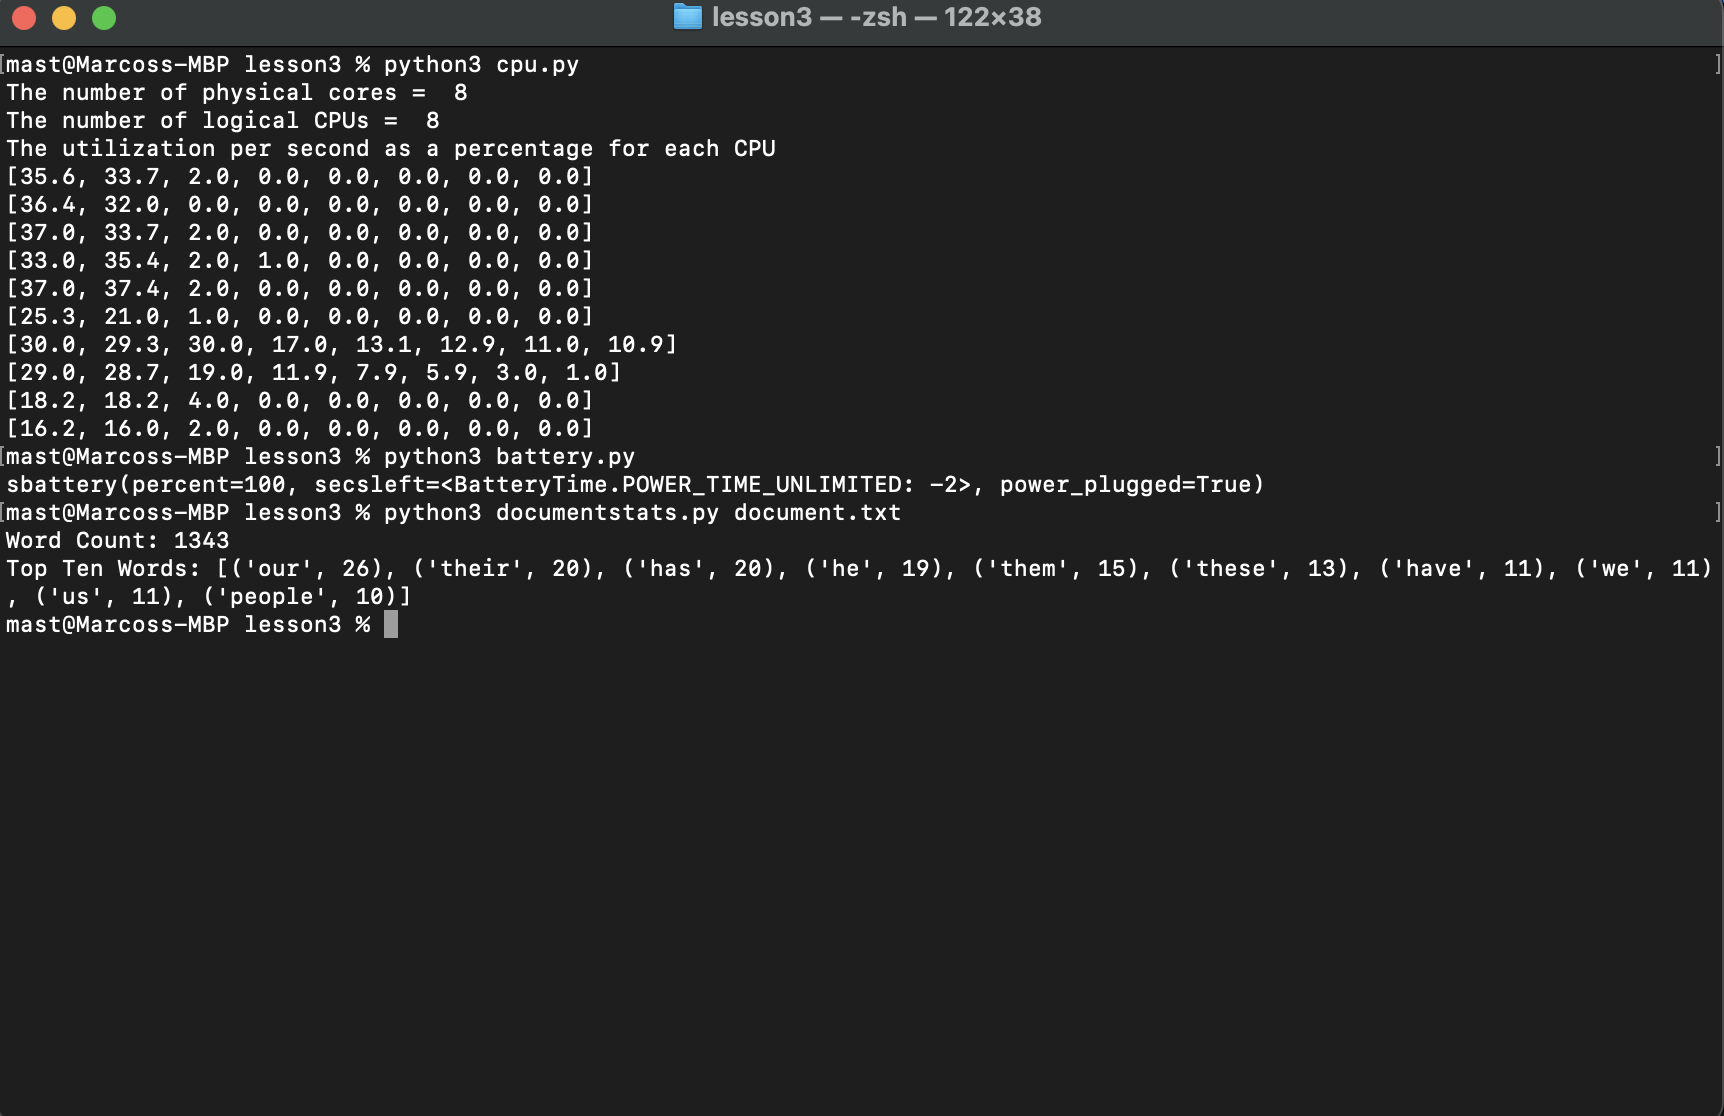 lesson3 — -zsh — 122×38
mast@Marcoss-MBP lesson3 % python3 cpu.py
The number of physical cores =  8
The number of logical CPUs =  8
The utilization per second as a percentage for each CPU
[35.6, 33.7, 2.0, 0.0, 0.0, 0.0, 0.0, 0.0]
[36.4, 32.0, 0.0, 0.0, 0.0, 0.0, 0.0, 0.0]
[37.0, 33.7, 2.0, 0.0, 0.0, 0.0, 0.0, 0.0]
[33.0, 35.4, 2.0, 1.0, 0.0, 0.0, 0.0, 0.0]
[37.0, 37.4, 2.0, 0.0, 0.0, 0.0, 0.0, 0.0]
[25.3, 21.0, 1.0, 0.0, 0.0, 0.0, 0.0, 0.0]
[30.0, 29.3, 30.0, 17.0, 13.1, 12.9, 11.0, 10.9]
[29.0, 28.7, 19.0, 11.9, 7.9, 5.9, 3.0, 1.0]
[18.2, 18.2, 4.0, 0.0, 0.0, 0.0, 0.0, 0.0]
[16.2, 16.0, 2.0, 0.0, 0.0, 0.0, 0.0, 0.0]
mast@Marcoss-MBP lesson3 % python3 battery.py
sbattery(percent=100, secsleft=<BatteryTime.POWER_TIME_UNLIMITED: -2>, power_plugged=True)
mast@Marcoss-MBP lesson3 % python3 documentstats.py document.txt
Word Count: 1343
Top Ten Words: [('our', 26), ('their', 20), ('has', 20), ('he', 19), ('them', 15), ('these', 13), ('have', 11), ('we', 11)
, ('us', 11), ('people', 10)]
mast@Marcoss-MBP lesson3 %